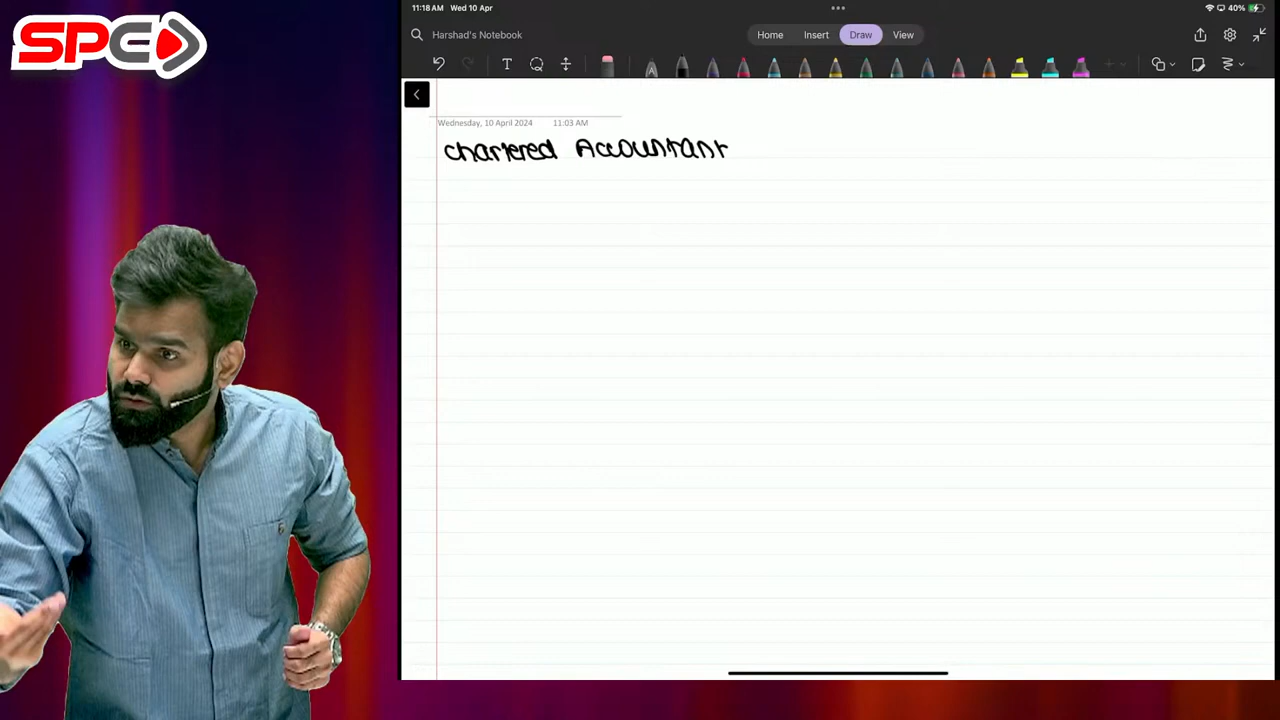 SPC
11:18 AM Wed 10 Apr
40%
Harshad's Notebook
Home Insert Draw View
T
Wednesday, 10 April 2024 11:03 AM
chartered Accountant